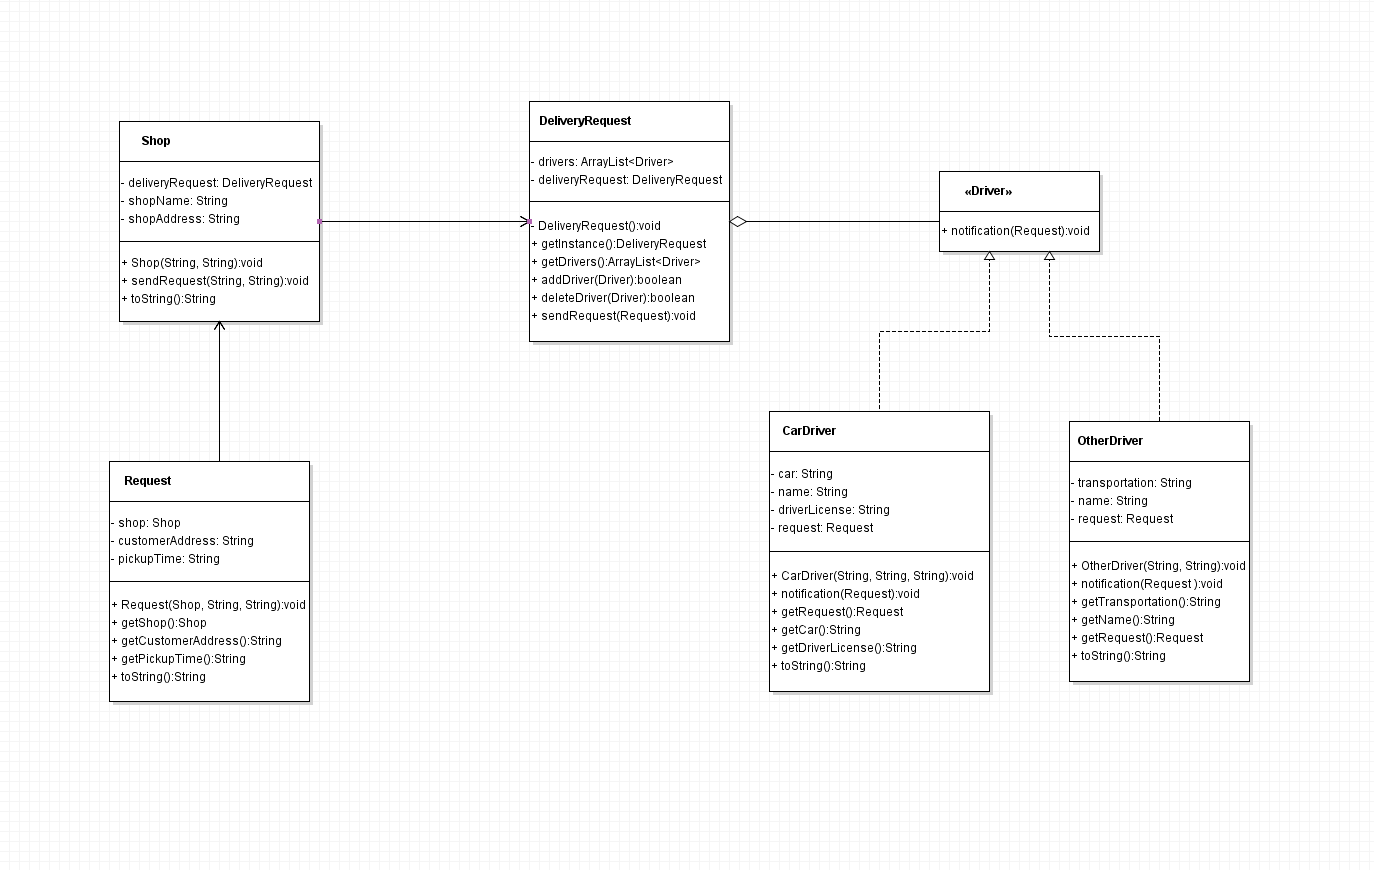 Shop
- deliveryRequest: DeliveryRequest
- shopName: String
- shopAddress: String
+ Shop(String, String):void
+ sendRequest(String, String):void
+ toString():String
DeliveryRequest
- drivers: ArrayList<Driver>
- deliveryRequest: DeliveryRequest
- DeliveryRequest():void
+ getInstance():DeliveryRequest
+ getDrivers():ArrayList<Driver>
+ addDriver(Driver):boolean
+ deleteDriver(Driver):boolean
+ sendRequest(Request):void
«Driver»
+ notification(Request):void
Request
- shop: Shop
- customerAddress: String
- pickupTime: String
+ Request(Shop, String, String):void
+ getShop():Shop
+ getCustomerAddress():String
+ getPickupTime():String
+ toString():String
CarDriver
- car: String
- name: String
- driverLicense: String
- request: Request
+ CarDriver(String, String, String):void
+ notification(Request):void
+ getRequest():Request
+ getCar():String
+ getDriverLicense():String
+ toString():String
OtherDriver
- transportation: String
- name: String
- request: Request
+ OtherDriver(String, String):void
+ notification(Request ):void
+ getTransportation():String
+ getName():String
+ getRequest():Request
+ toString():String